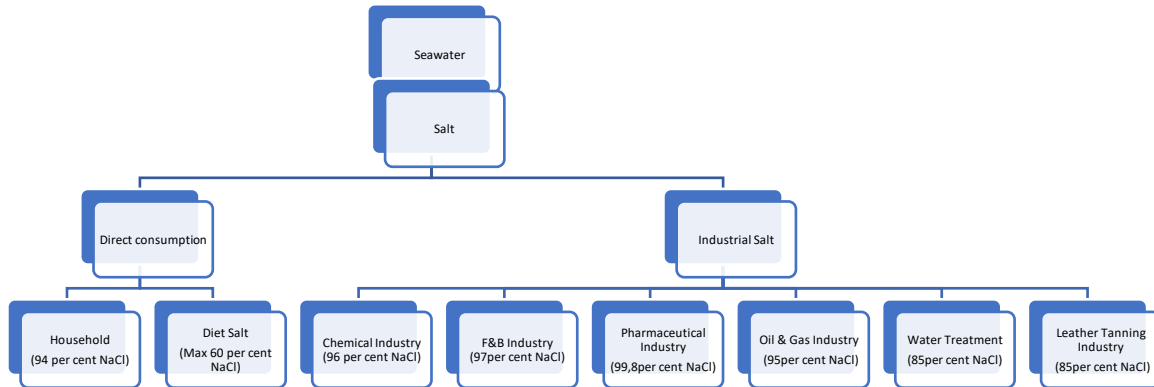 Seawater
Salt
Direct consumption
Industrial Salt
Household
(94 per cent NaCl)
Diet Salt
(Max 60 per cent
NaCl)
Chemical Industry
(96 per cent NaCl)
F&B Industry
(97per cent NaCl)
Pharmaceutical
Industry
(99,8per cent NaCl)
Oil & Gas Industry
(95per cent NaCl)
Water Treatment
(85per cent NaCl)
Leather Tanning
Industry
(85per cent NaCl)